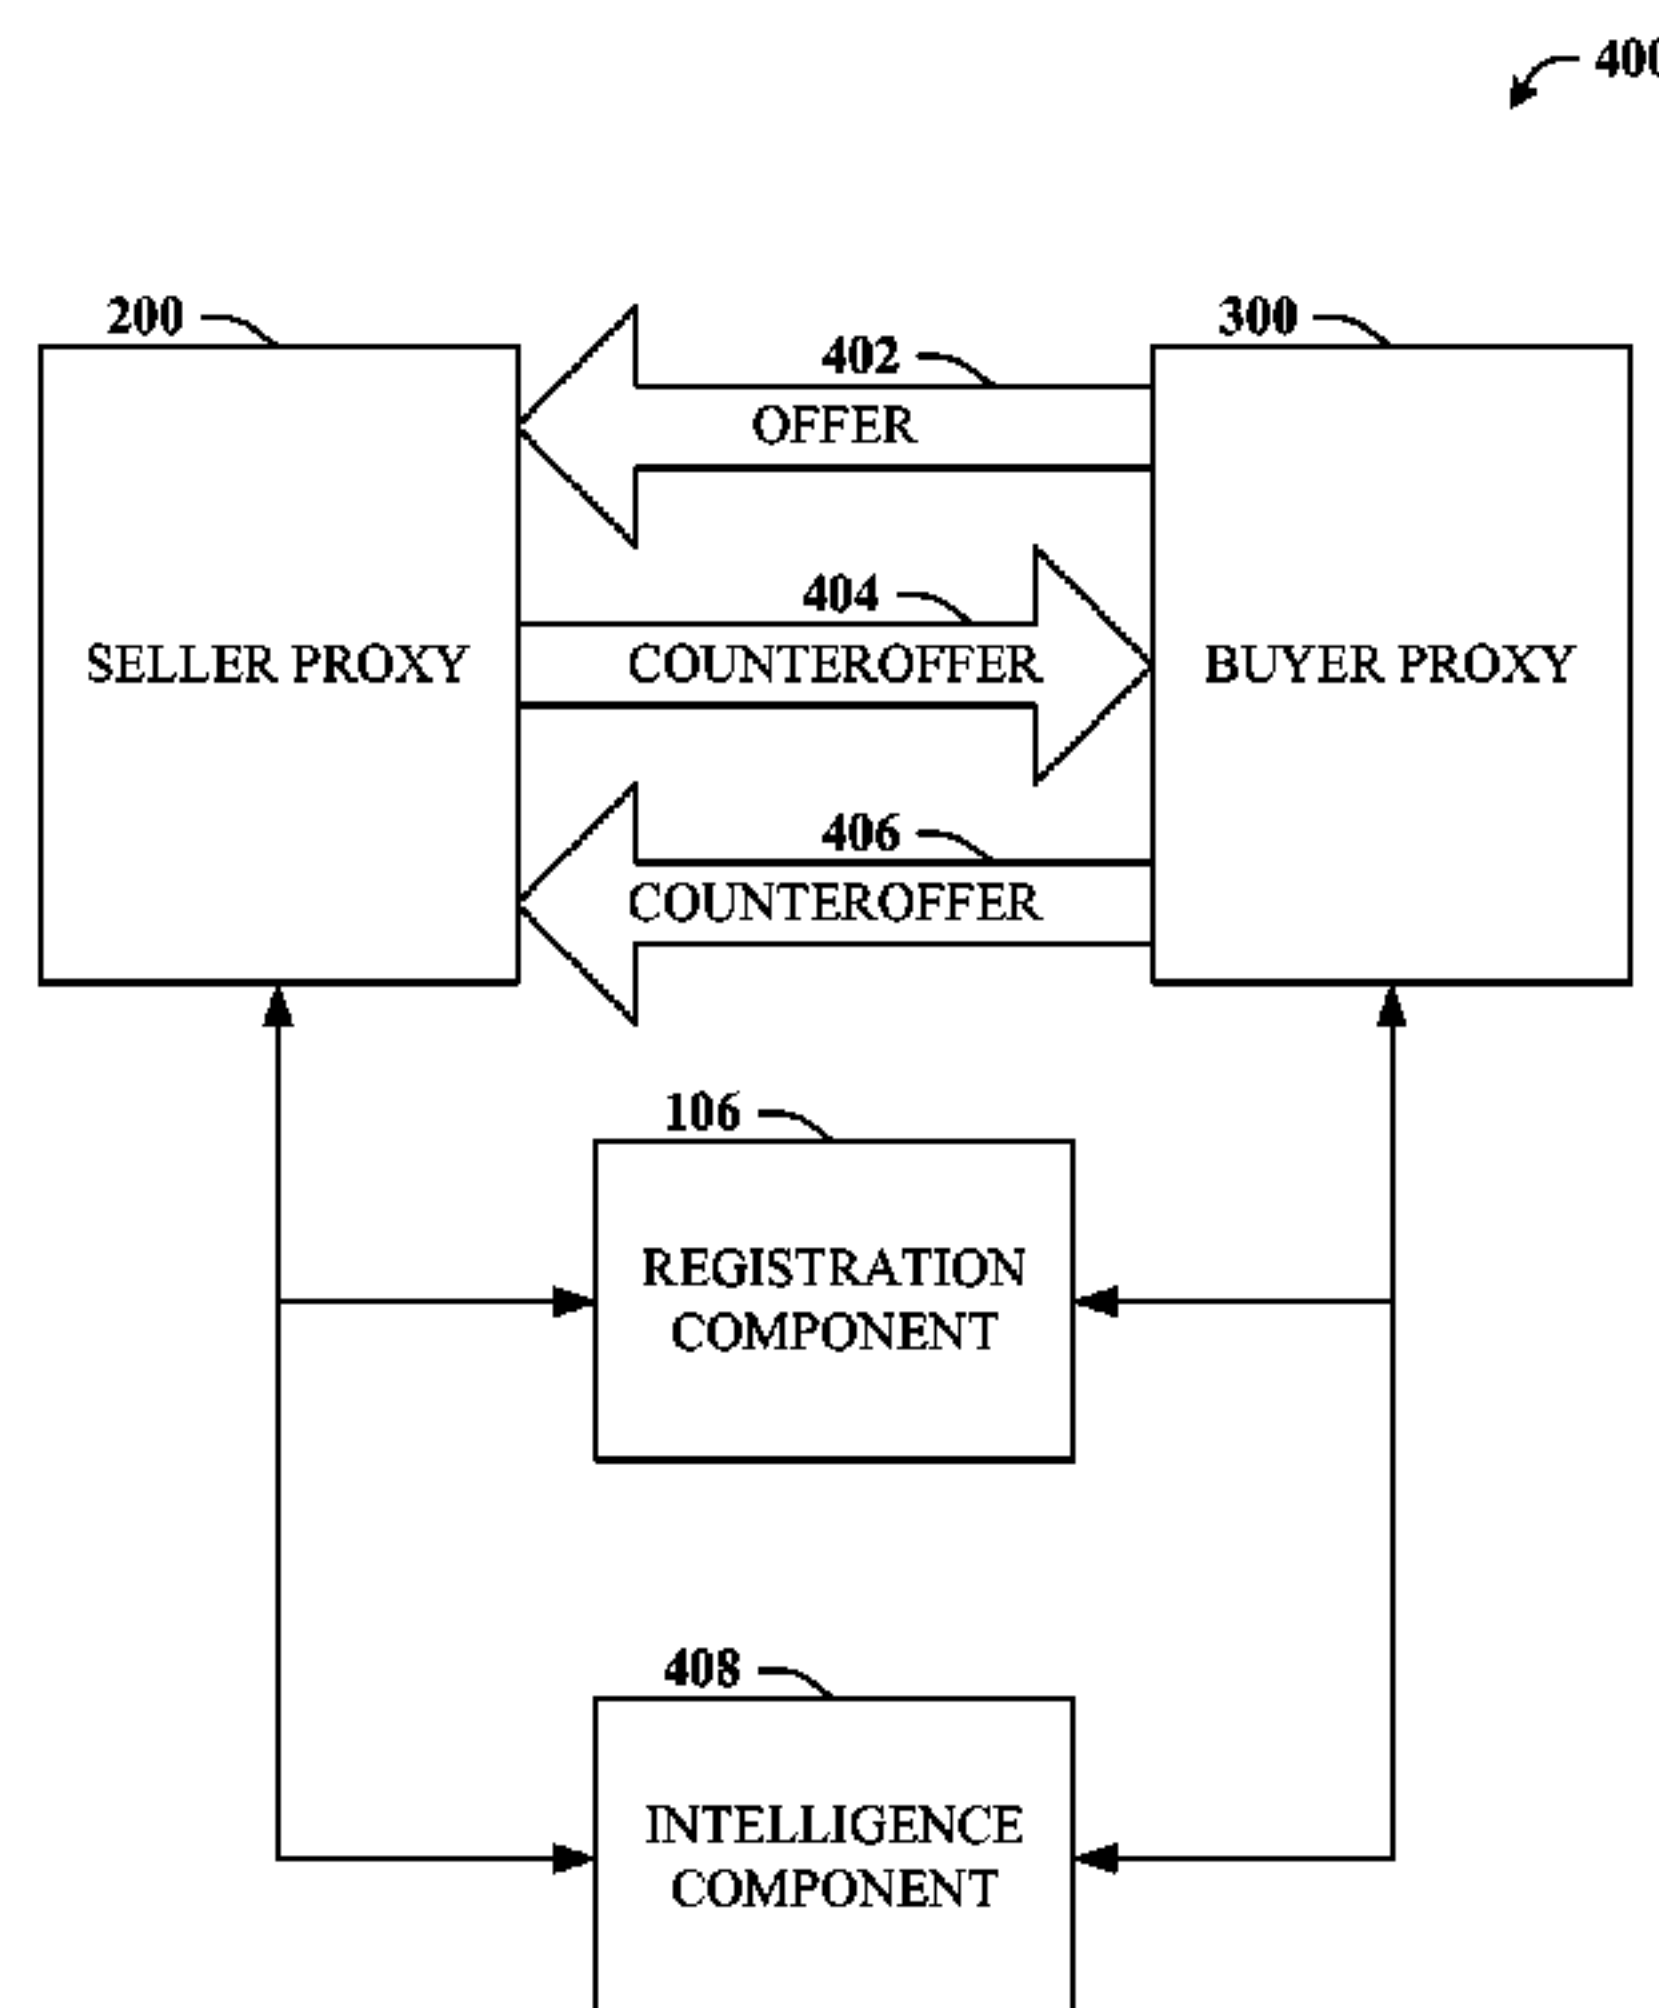 400
200
300
402
OFFER
404
SELLER PROXY
COUNTEROFFER
BUYER PROXY
406
COUNTEROFFER
106
REGISTRATION
COMPONENT
408
INTELLIGENCE
COMPONENT